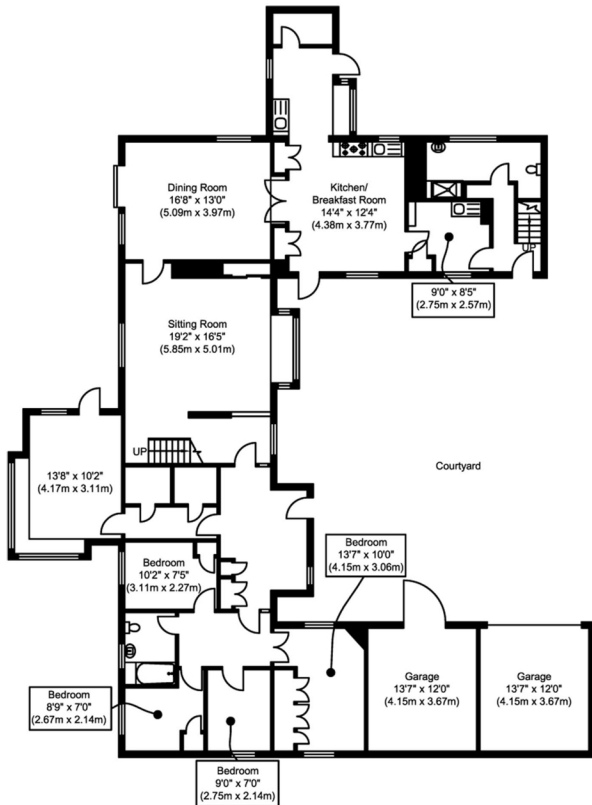 Dining Room
16'8" x 13'0"
(5.09m x 3.97m)
Kitchen/
Breakfast Room
14'4" x 12'4"
(4.38m x 3.77m)
9'0" x 8'5"
(2.75m x 2.57m)
Sitting Room
19'2" x 16'5"
(5.85m x 5.01m)
UP
13'8" x 10'2"
(4.17m x 3.11m)
Courtyard
Bedroom
13'7" x 10'0"
(4.15m x 3.06m)
Bedroom
10'2" x 7'5"
(3.11m x 2.27m)
Garage
13'7" x 12'0"
(4.15m x 3.67m)
Garage
13'7" x 12'0"
(4.15m x 3.67m)
Bedroom
8'9" x 7'0"
(2.67m x 2.14m)
Bedroom
9'0" x 7'0"
(2.75m x 2.14m)